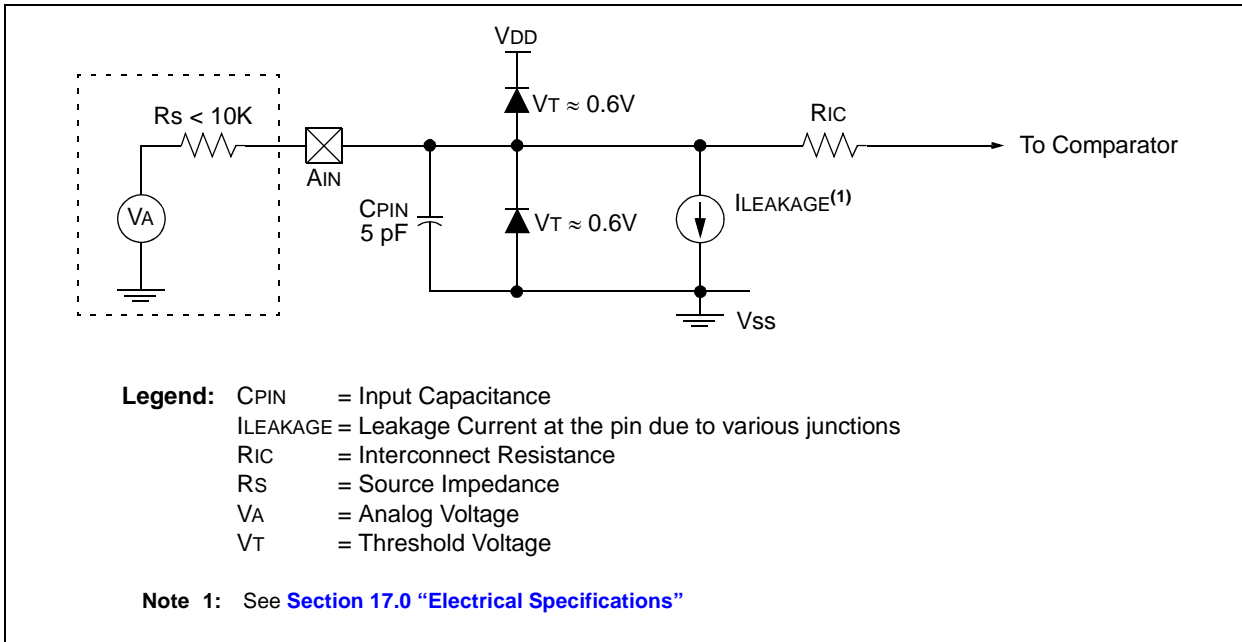 VDD
VT ≈ 0.6V
RS < 10K
RIC
To Comparator
AIN
VA
CPIN
5 pF
VT ≈ 0.6V
ILEAKAGE(1)
VSS
Legend: CPIN = Input Capacitance
ILEAKAGE = Leakage Current at the pin due to various junctions
RIC = Interconnect Resistance
RS = Source Impedance
VA = Analog Voltage
VT = Threshold Voltage
Note 1: See Section 17.0 “Electrical Specifications”